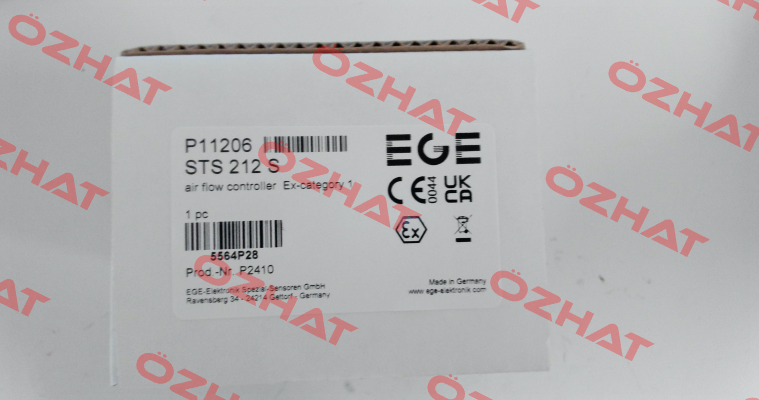 P11206
STS 212 S
air flow controller Ex-category 1
1 pc
5564P28
Prod.-Nr. P2410
EGE-Elektronik Spezial-Sensoren GmbH
Ravensberg 34 - 24214 Gettorf - Germany
EGE
CE 0044 UK CA
Ex
Made in Germany
www.ege-elektronik.com
ÖZHAT
ÖZHAT
ÖZHAT
ÖZHAT
ÖZHAT
ÖZHAT
ÖZHAT
ÖZHAT
ÖZHAT